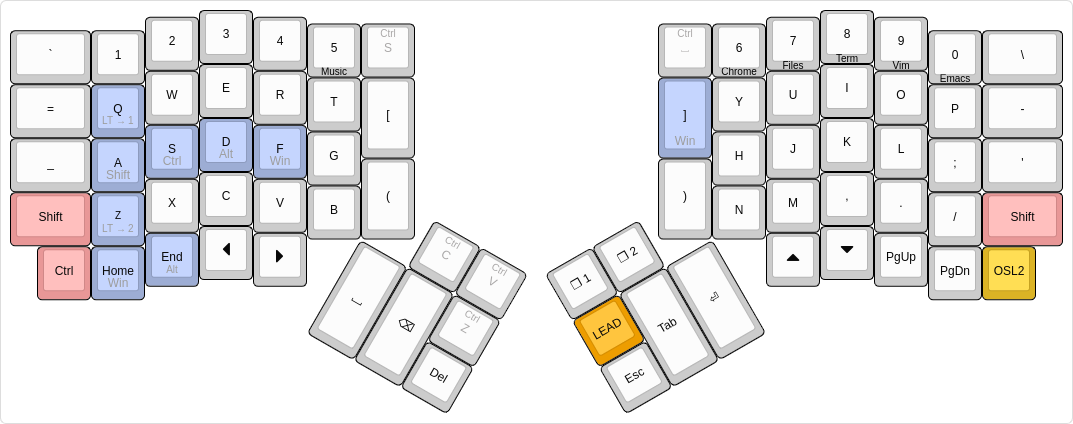 ` 1 2 3 4 5 Ctrl S
Music
= Q W E R T [
LT → 1
_ A S D F G
Shift Ctrl Alt Win
Shift Z X C V B (
LT → 2
Ctrl Home End
Win Alt
Ctrl C
Ctrl V
Ctrl Z
⌫
Del
Ctrl 6 7 8 9 0 \
Chrome Files Term Vim Emacs
] Y U I O P -
Win
H J K L ; '
) N M , . / Shift
PgUp PgDn OSL2
1 2
LEAD Tab ⏎
Esc